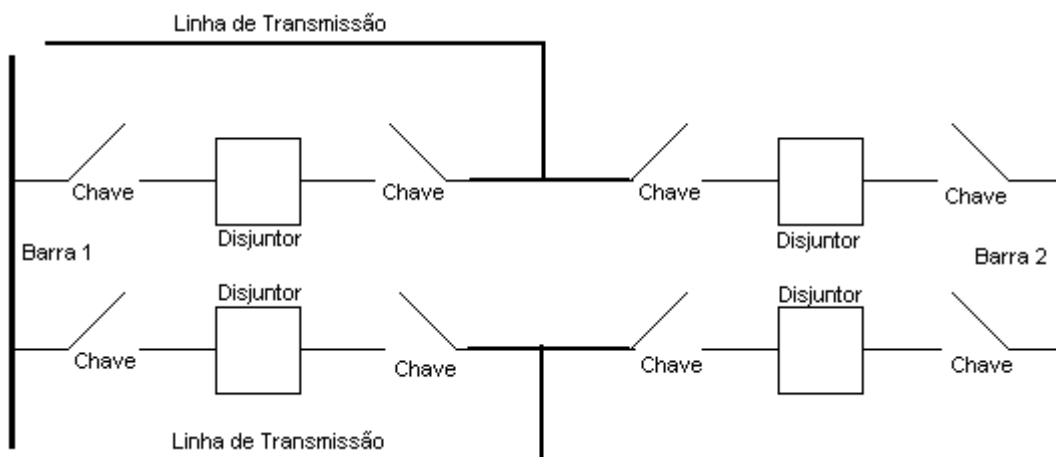 Linha de Transmissão
Chave
Chave
Chave
Chave
Disjuntor
Disjuntor
Barra 1
Barra 2
Disjuntor
Disjuntor
Chave
Chave
Chave
Chave
Linha de Transmissão